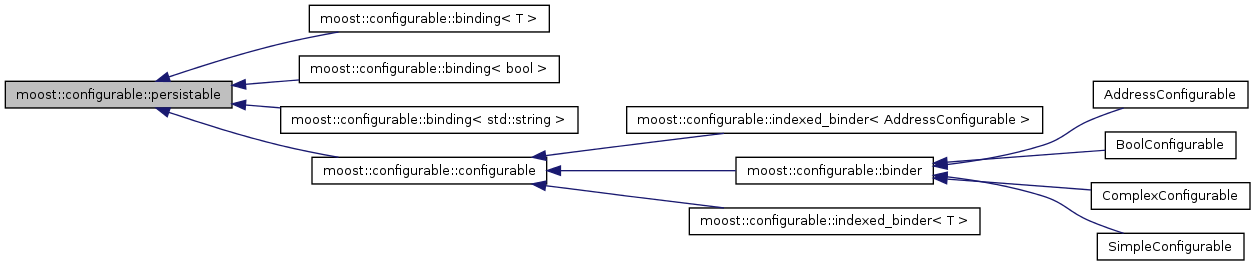 moost::configurable::binding< T >
moost::configurable::binding< bool >
moost::configurable::persistable
moost::configurable::binding< std::string >
moost::configurable::configurable
moost::configurable::indexed_binder< AddressConfigurable >
moost::configurable::binder
moost::configurable::indexed_binder< T >
AddressConfigurable
BoolConfigurable
ComplexConfigurable
SimpleConfigurable